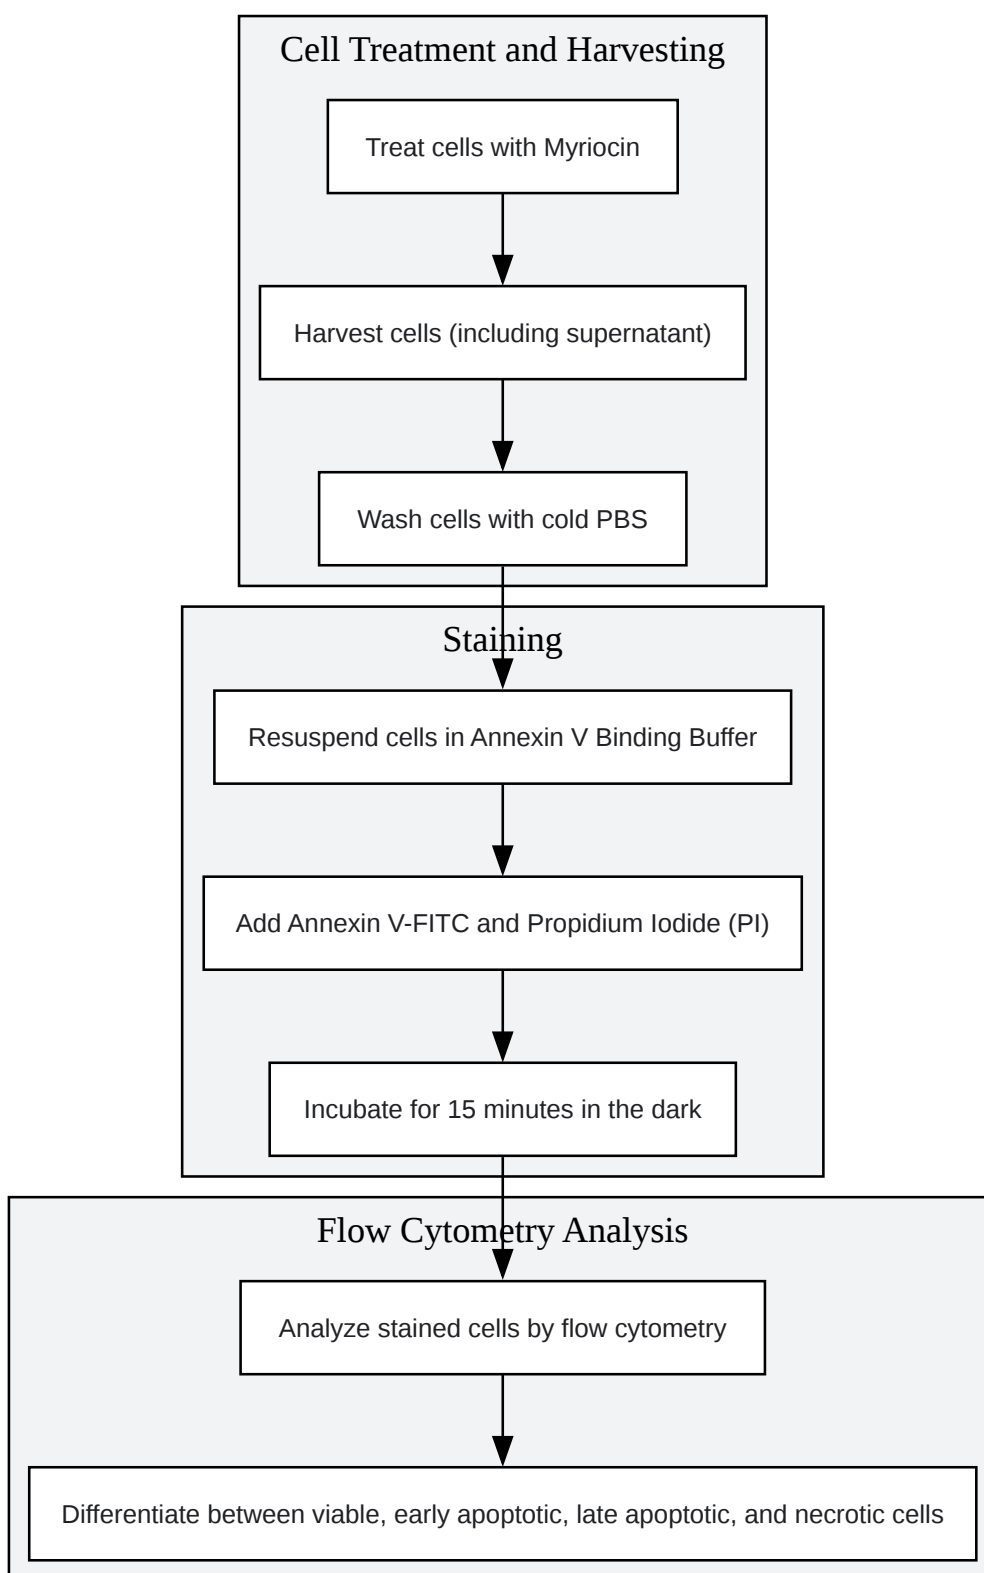 Cell Treatment and Harvesting
Treat cells with Myriocin
Harvest cells (including supernatant)
Wash cells with cold PBS
Staining
Resuspend cells in Annexin V Binding Buffer
Add Annexin V-FITC and Propidium Iodide (PI)
Incubate for 15 minutes in the dark
Flow Cytometry Analysis
Analyze stained cells by flow cytometry
Differentiate between viable, early apoptotic, late apoptotic, and necrotic cells